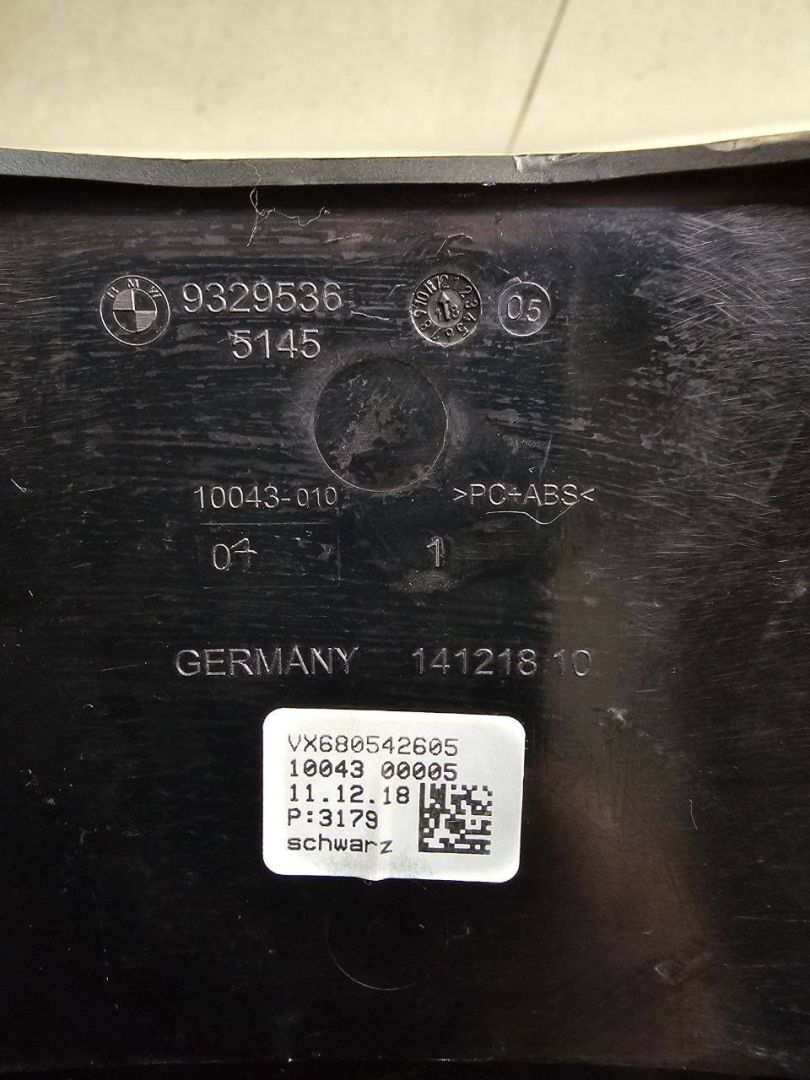 BMW 9329536 05
5145
10043-010 >PC+ABS<
04 1
GERMANY 141218 10
VX680542605
10043 00005
11.12.18
P:3179
schwarz